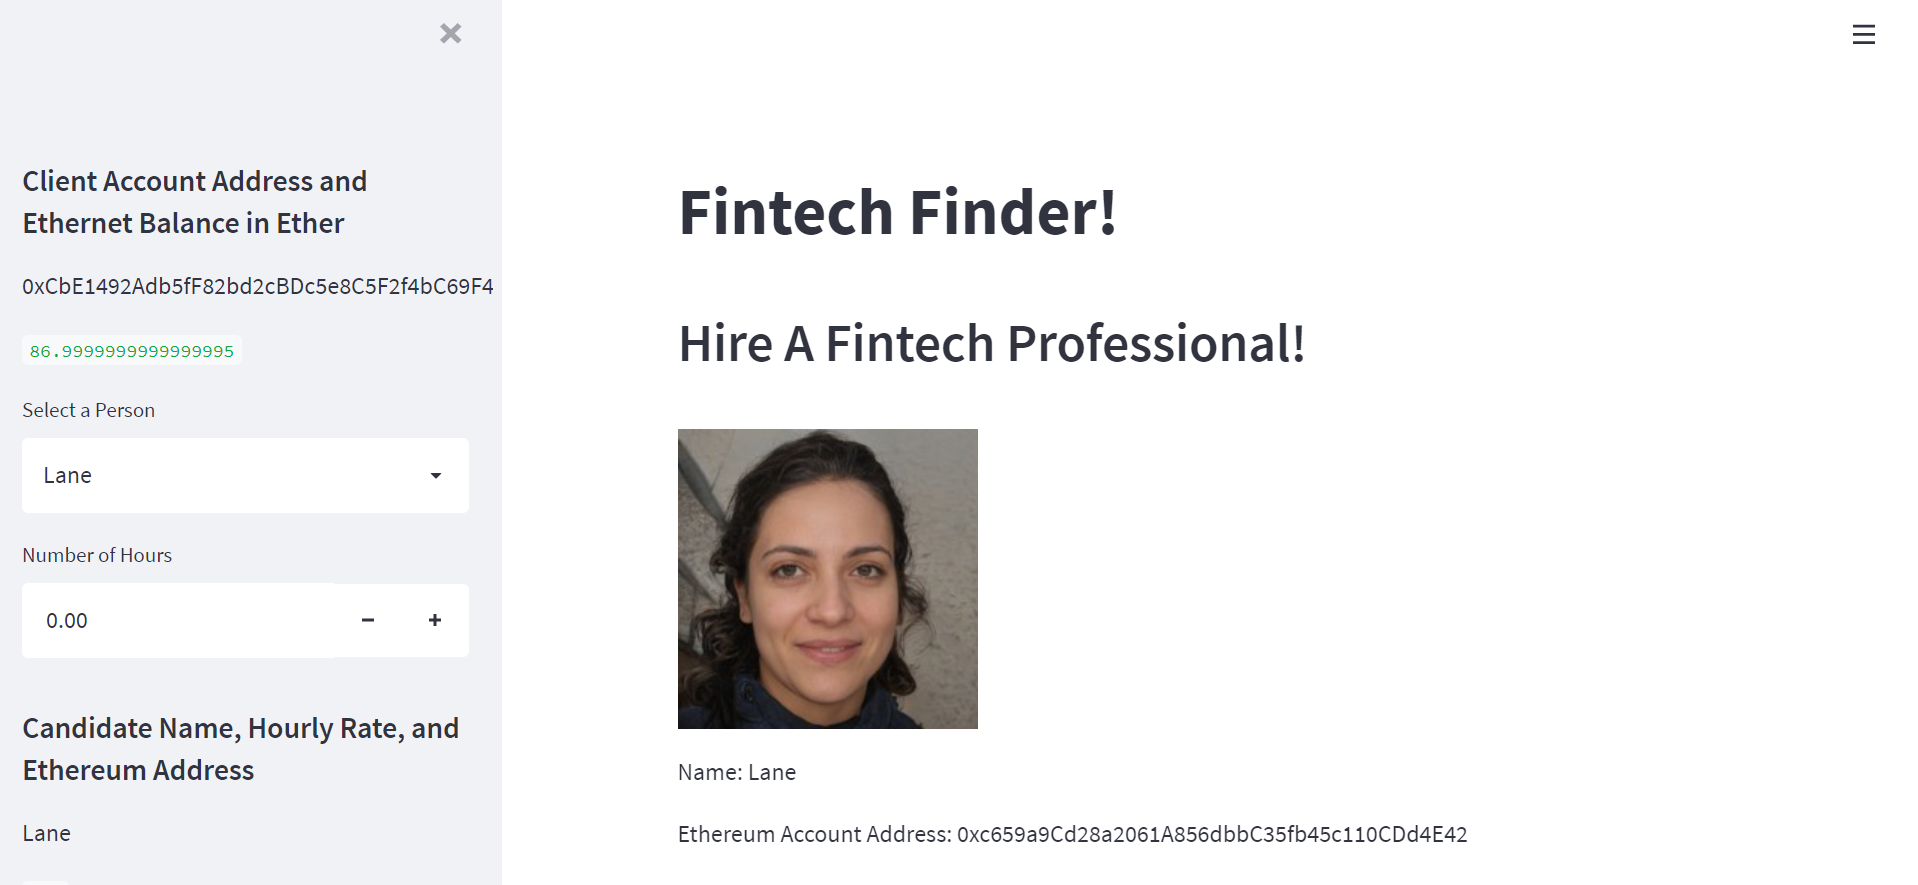 Client Account Address and
Ethernet Balance in Ether
0xCbE1492Adb5fF82bd2cBDc5e8C5F2f4bC69F4
86.9999999999999995
Select a Person
Lane
Number of Hours
0.00
Candidate Name, Hourly Rate, and
Ethereum Address
Lane
Fintech Finder!
Hire A Fintech Professional!
Name: Lane
Ethereum Account Address: 0xc659a9Cd28a2061A856dbbC35fb45c110CDd4E42